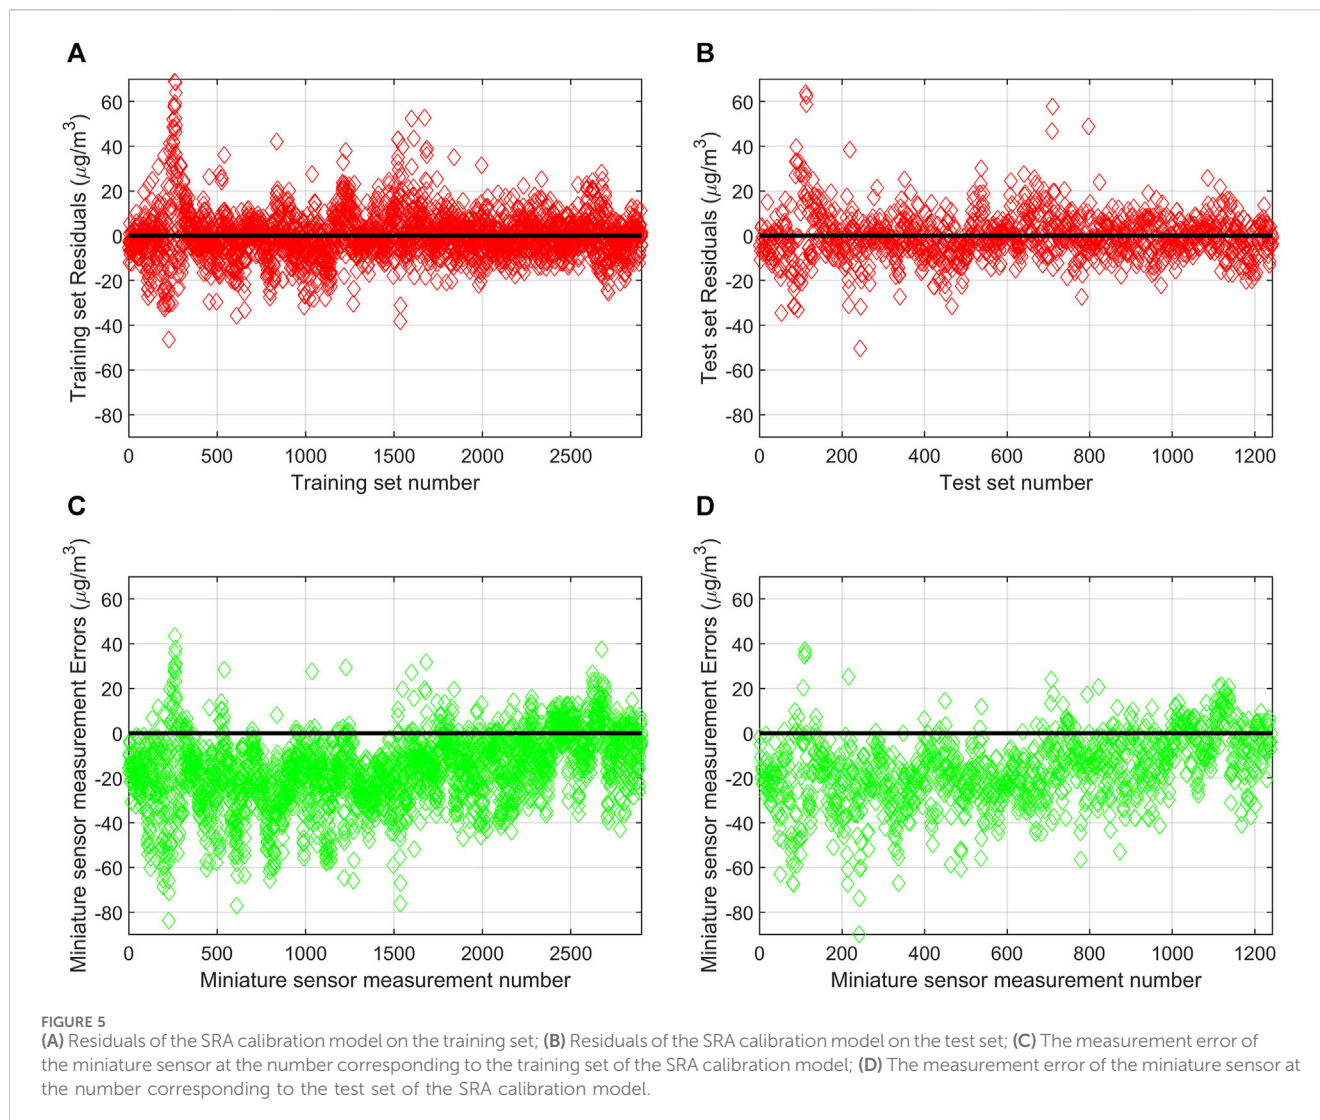 A
60
40
20
0
-20
-40
-60
-80
Training set Residuals (μg/m³)
0 500 1000 1500 2000 2500
Training set number
B
60
40
20
0
-20
-40
-60
-80
Test set Residuals (μg/m³)
0 200 400 600 800 1000 1200
Test set number
C
60
40
20
0
-20
-40
-60
-80
Miniature sensor measurement Errors (μg/m³)
0 500 1000 1500 2000 2500
Miniature sensor measurement number
D
60
40
20
0
-20
-40
-60
-80
Miniature sensor measurement Errors (μg/m³)
0 200 400 600 800 1000 1200
Miniature sensor measurement number
FIGURE 5
(A) Residuals of the SRA calibration model on the training set; (B) Residuals of the SRA calibration model on the test set; (C) The measurement error of
the miniature sensor at the number corresponding to the training set of the SRA calibration model; (D) The measurement error of the miniature sensor at
the number corresponding to the test set of the SRA calibration model.